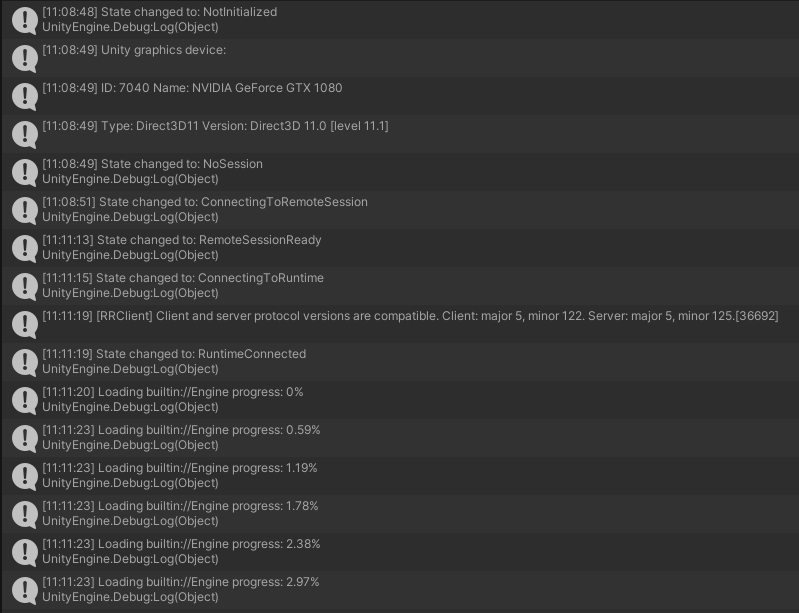 [11:08:48] State changed to: NotInitialized
UnityEngine.Debug:Log(Object)
[11:08:49] Unity graphics device:
[11:08:49] ID: 7040 Name: NVIDIA GeForce GTX 1080
[11:08:49] Type: Direct3D11 Version: Direct3D 11.0 [level 11.1]
[11:08:49] State changed to: NoSession
UnityEngine.Debug:Log(Object)
[11:08:51] State changed to: ConnectingToRemoteSession
UnityEngine.Debug:Log(Object)
[11:11:13] State changed to: RemoteSessionReady
UnityEngine.Debug:Log(Object)
[11:11:15] State changed to: ConnectingToRuntime
UnityEngine.Debug:Log(Object)
[11:11:19] [RRClient] Client and server protocol versions are compatible. Client: major 5, minor 122. Server: major 5, minor 125.[36692]
[11:11:19] State changed to: RuntimeConnected
UnityEngine.Debug:Log(Object)
[11:11:20] Loading builtin://Engine progress: 0%
UnityEngine.Debug:Log(Object)
[11:11:23] Loading builtin://Engine progress: 0.59%
UnityEngine.Debug:Log(Object)
[11:11:23] Loading builtin://Engine progress: 1.19%
UnityEngine.Debug:Log(Object)
[11:11:23] Loading builtin://Engine progress: 1.78%
UnityEngine.Debug:Log(Object)
[11:11:23] Loading builtin://Engine progress: 2.38%
UnityEngine.Debug:Log(Object)
[11:11:23] Loading builtin://Engine progress: 2.97%
UnityEngine.Debug:Log(Object)